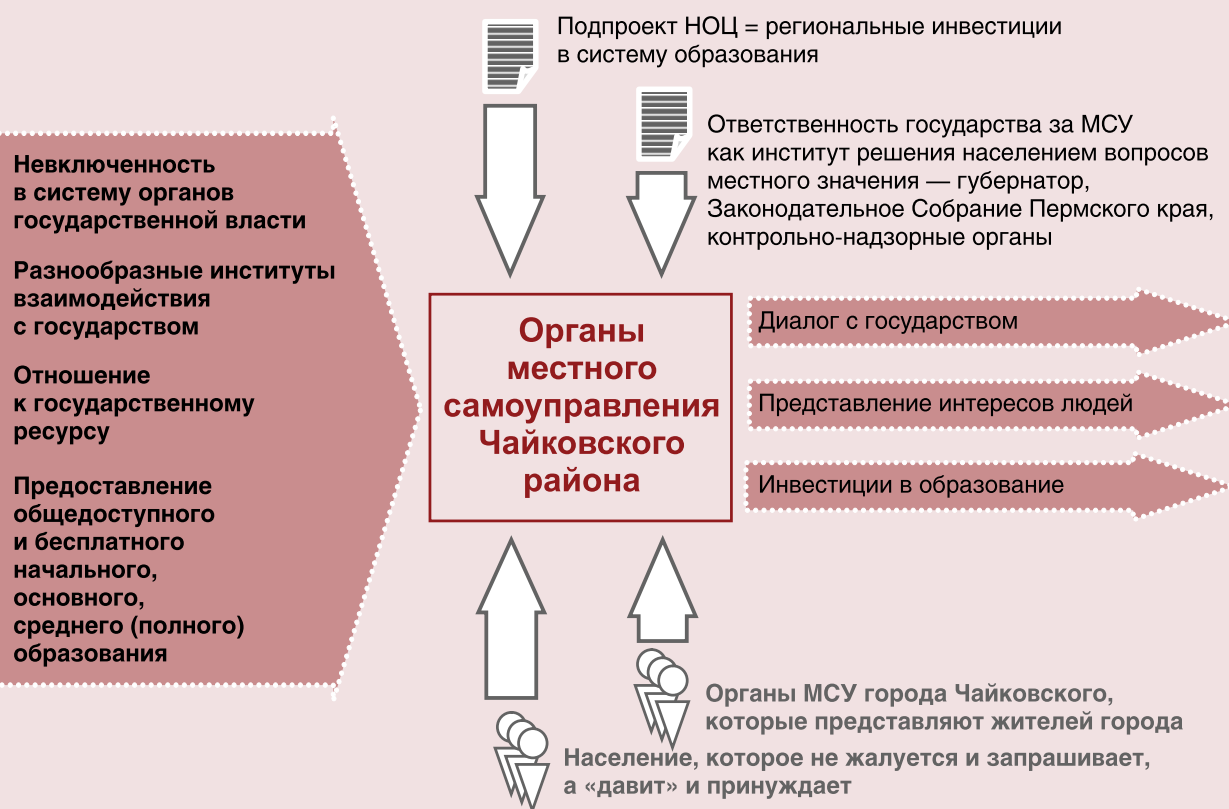 Подпроект НОЦ = региональные инвестиции
в систему образования
Ответственность государства за МСУ
как институт решения населением вопросов
местного значения — губернатор,
Законодательное Собрание Пермского края,
контрольно-надзорные органы
Невключенность
в систему органов
государственной власти
Разнообразные институты
взаимодействия
с государством
Отношение
к государственному
ресурсу
Предоставление
общедоступного
и бесплатного
начального,
основного,
среднего (полного)
образования
Органы
местного
самоуправления
Чайковского
района
Диалог с государством
Представление интересов людей
Инвестиции в образование
Органы МСУ города Чайковского,
которые представляют жителей города
Население, которое не жалуется и запрашивает,
а «давит» и принуждает